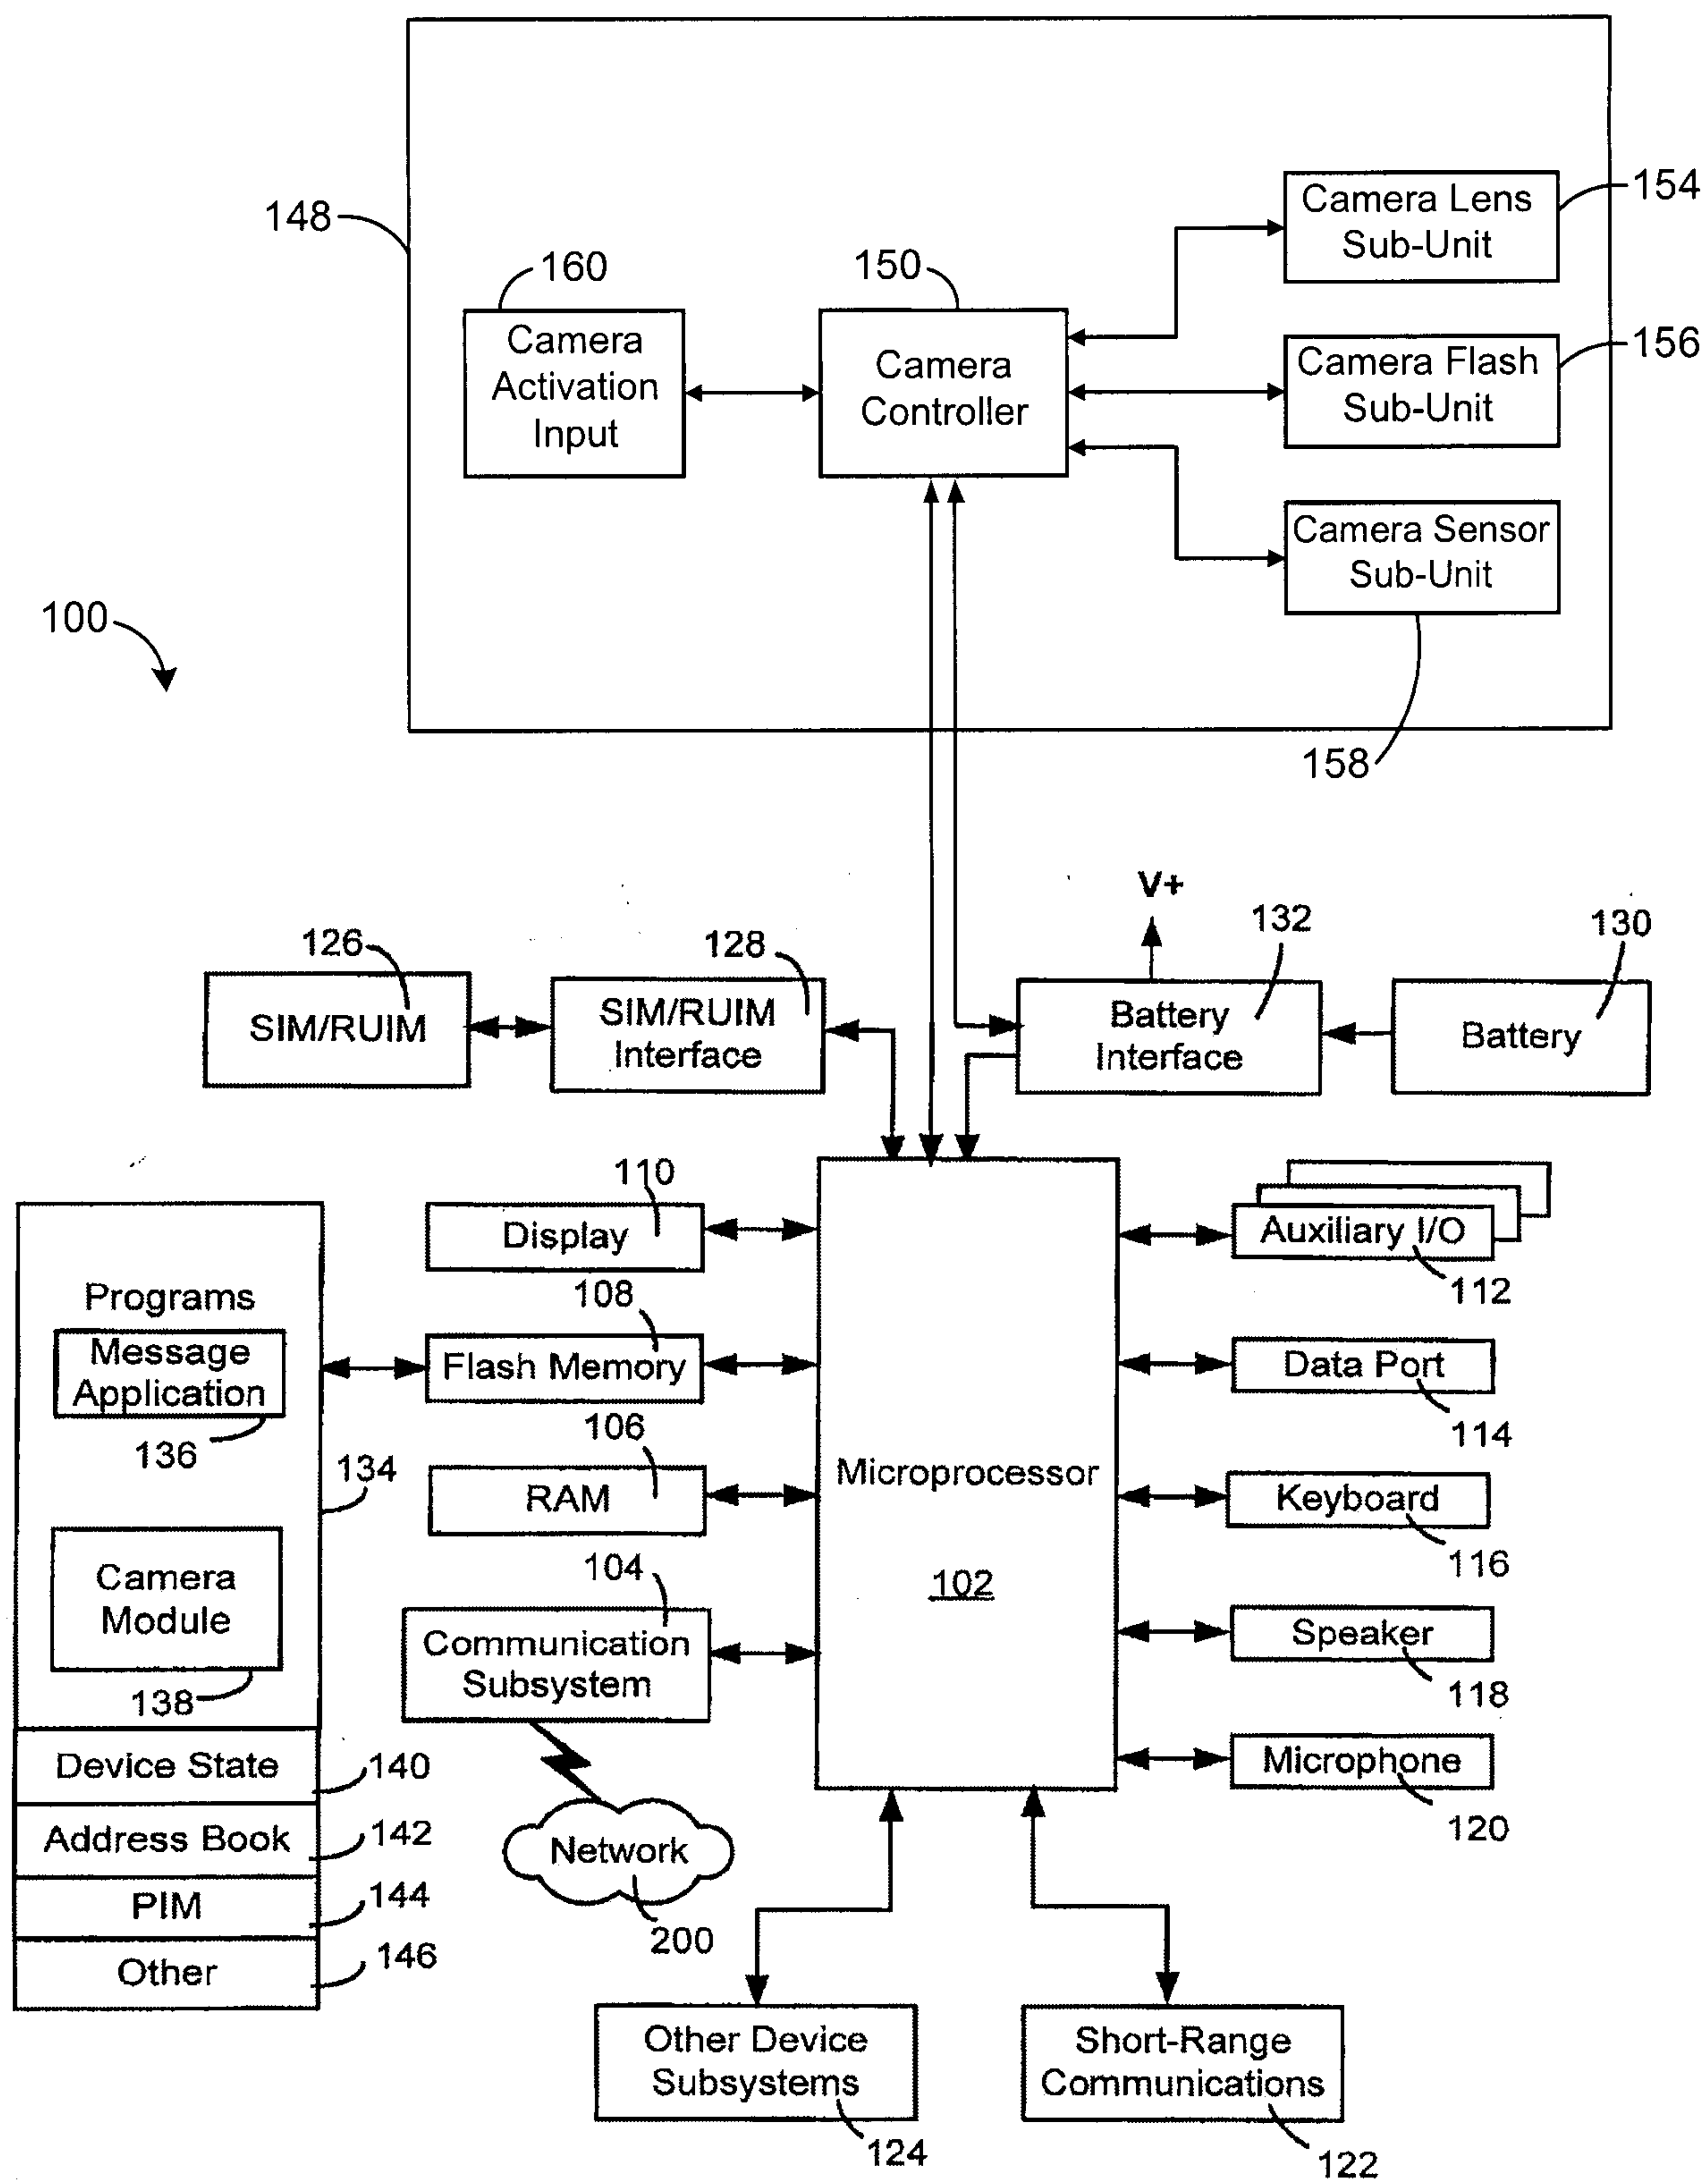 148
160
Camera
Activation
Input
150
Camera
Controller
Camera Lens
Sub-Unit
154
Camera Flash
Sub-Unit
156
Camera Sensor
Sub-Unit
158
100
V+
126
SIM/RUIM
128
SIM/RUIM
Interface
132
Battery
Interface
130
Battery
110
Display
108
Flash Memory
106
RAM
104
Communication
Subsystem
Network
200
Programs
Message
Application
136
134
Camera
Module
138
Device State
140
Address Book
142
PIM
144
Other
146
Microprocessor
102
Auxiliary I/O
112
Data Port
114
Keyboard
116
Speaker
118
Microphone
120
Other Device
Subsystems
124
Short-Range
Communications
122